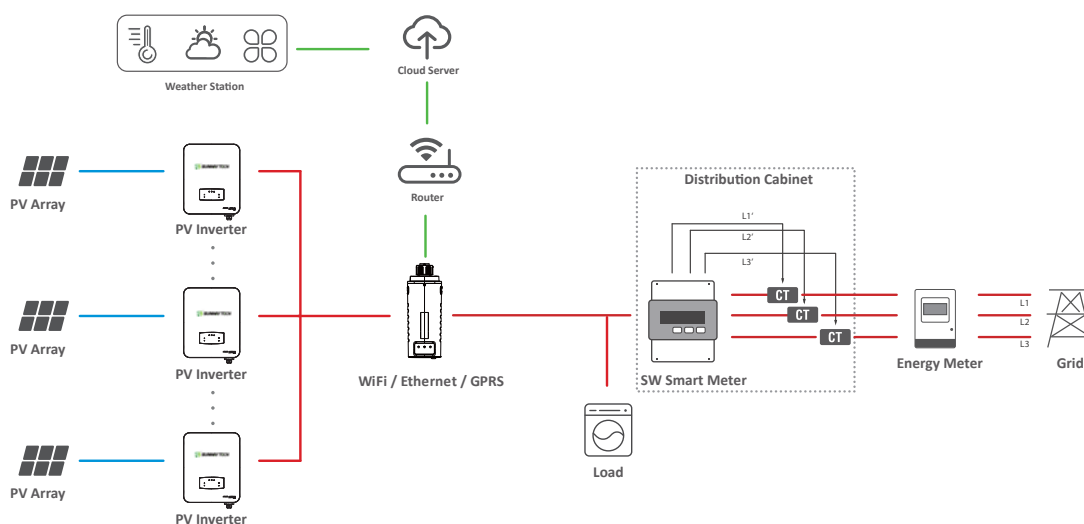 Weather Station
Cloud Server
Router
PV Array
PV Inverter
PV Array
PV Inverter
PV Array
PV Inverter
WiFi / Ethernet / GPRS
Load
Distribution Cabinet
L1'
L2'
L3'
CT
CT
CT
SW Smart Meter
Energy Meter
L1
L2
L3
Grid